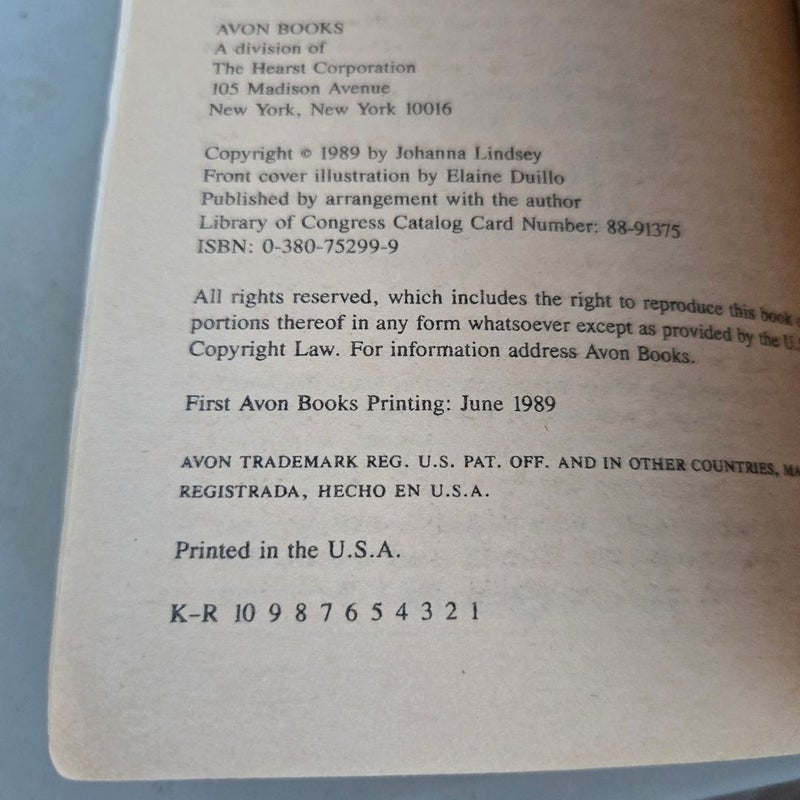 AVON BOOKS
A division of
The Hearst Corporation
105 Madison Avenue
New York, New York 10016
Copyright © 1989 by Johanna Lindsey
Front cover illustration by Elaine Duillo
Published by arrangement with the author
Library of Congress Catalog Card Number: 88-91375
ISBN: 0-380-75299-9
All rights reserved, which includes the right to reproduce this book
portions thereof in any form whatsoever except as provided by the U.S.
Copyright Law. For information address Avon Books.
First Avon Books Printing: June 1989
AVON TRADEMARK REG. U.S. PAT. OFF. AND IN OTHER COUNTRIES,
REGISTRADA, HECHO EN U.S.A.
Printed in the U.S.A.
K–R 10 9 8 7 6 5 4 3 2 1